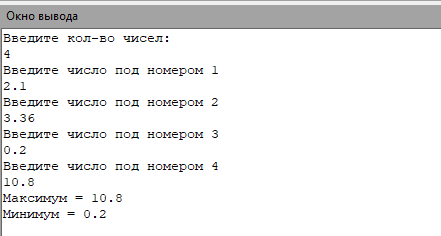 Окно вывода
Введите кол-во чисел:
4
Введите число под номером 1
2.1
Введите число под номером 2
3.36
Введите число под номером 3
0.2
Введите число под номером 4
10.8
Максимум = 10.8
Минимум = 0.2